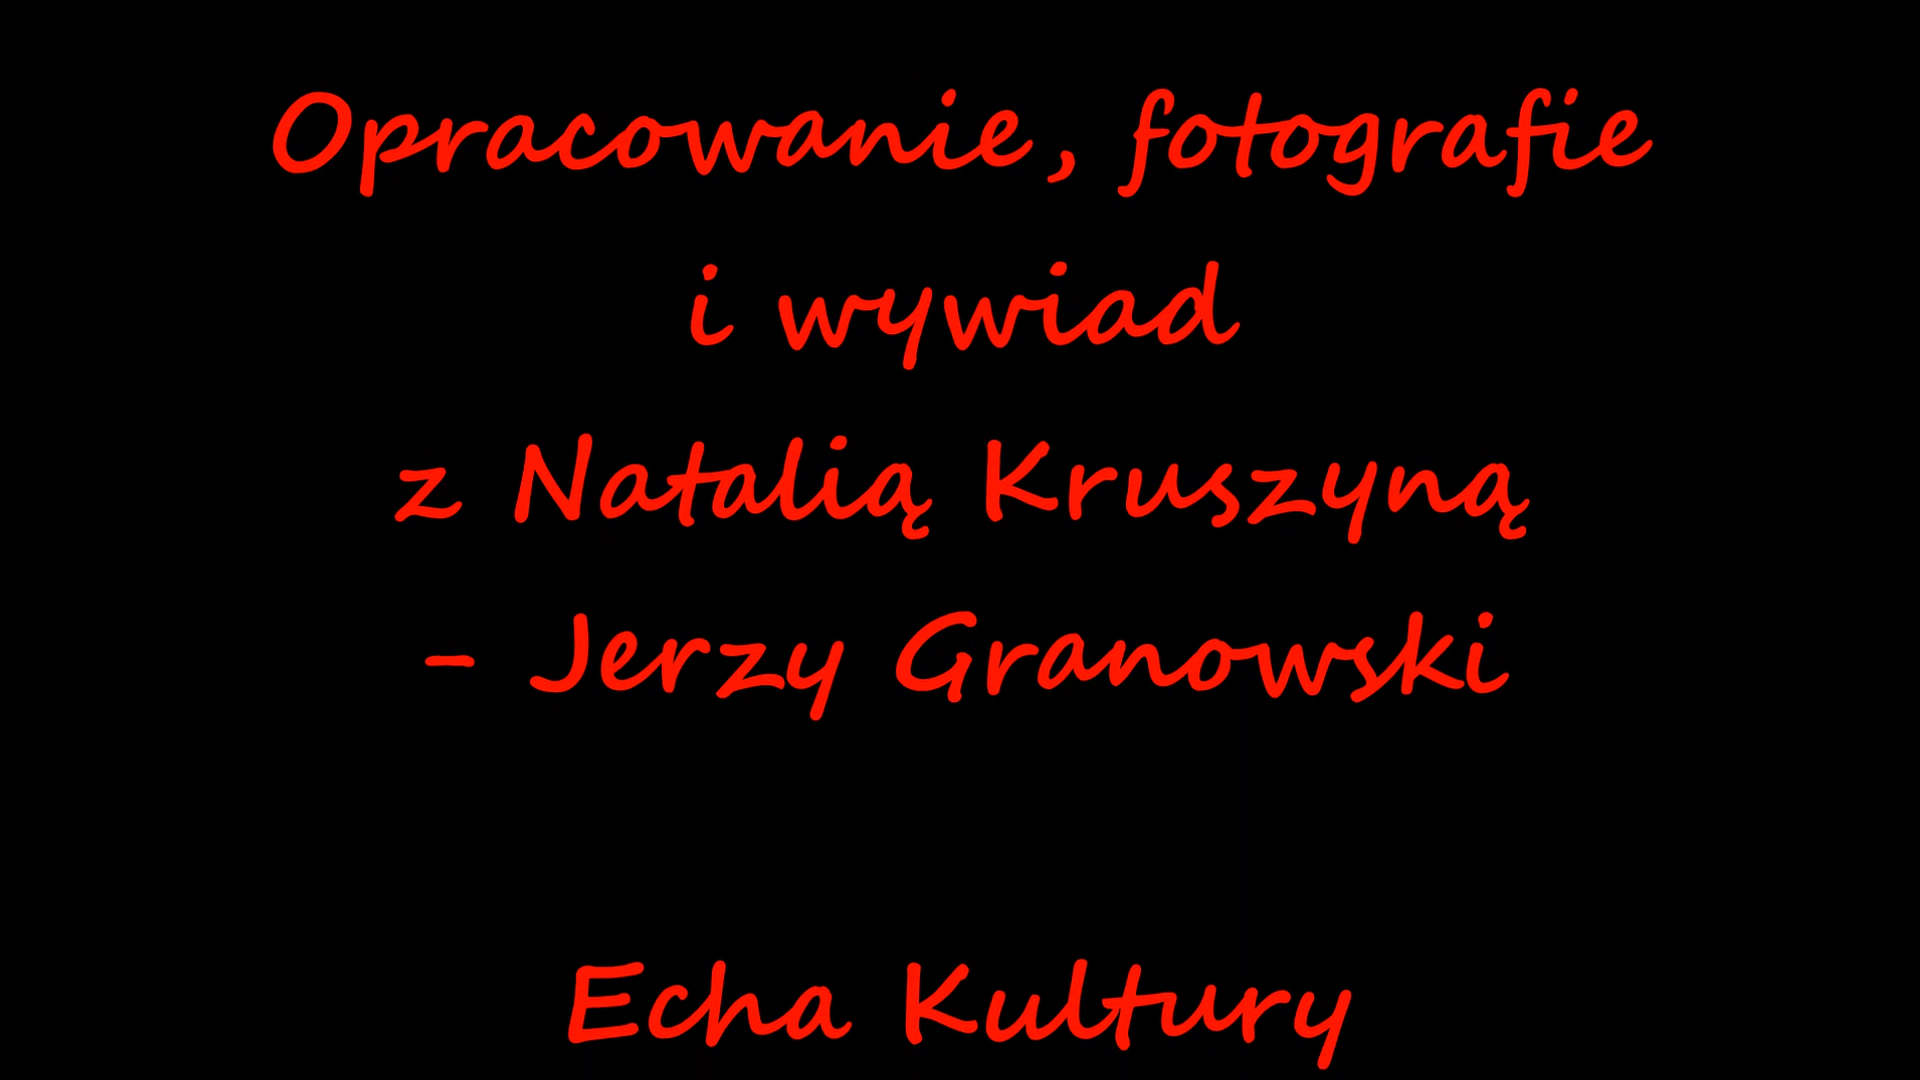 Opracowanie, fotografie
i wywiad
z Natalią Kruszyną
- Jerzy Granowski
Echa Kultury